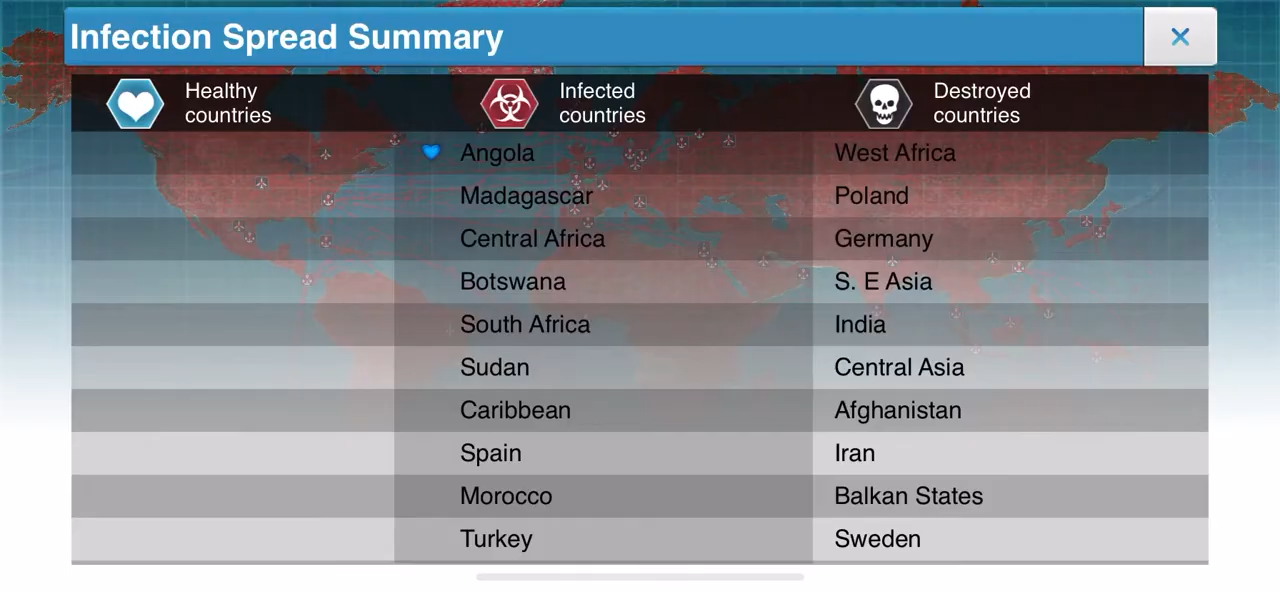 Infection Spread Summary
Healthy
countries
Infected
countries
Destroyed
countries
Angola
West Africa
Madagascar
Poland
Central Africa
Germany
Botswana
S. E Asia
South Africa
India
Sudan
Central Asia
Caribbean
Afghanistan
Spain
Iran
Morocco
Balkan States
Turkey
Sweden